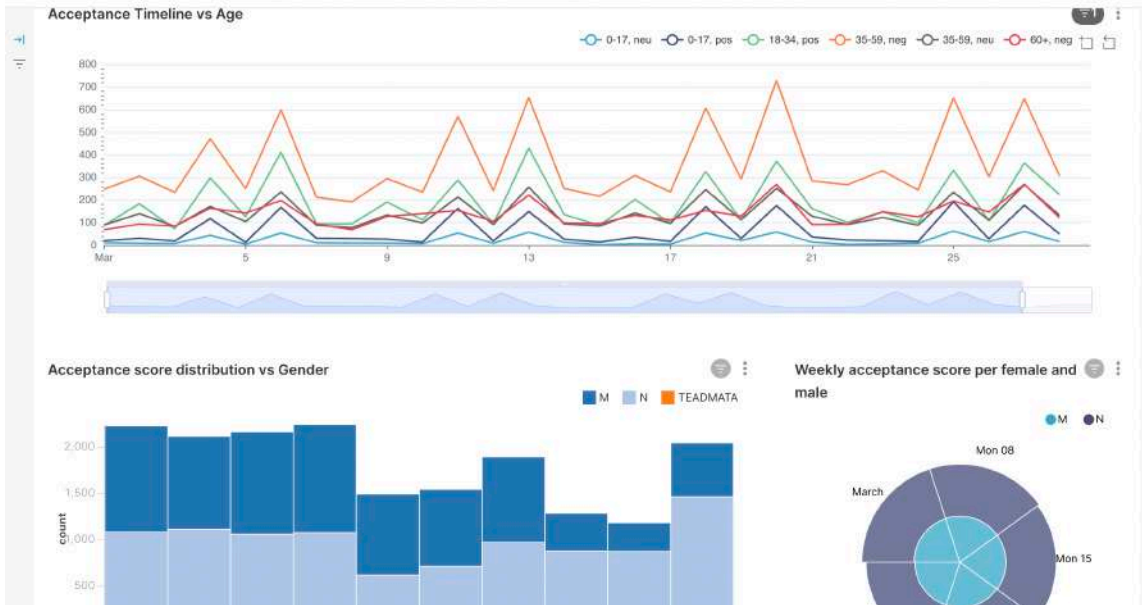 Acceptance Timeline vs Age
0-17, neu 0-17, pos 18-34, pos 35-59, neg 35-59, neu 60+, neg
800
700
600
500
400
300
200
100
0
Mar 5 9 13 17 21 25
Acceptance score distribution vs Gender
M N TEADMATA
2,000
1,500
1,000
500
count
Weekly acceptance score per female and
male
M N
Mon 08
March
Mon 15